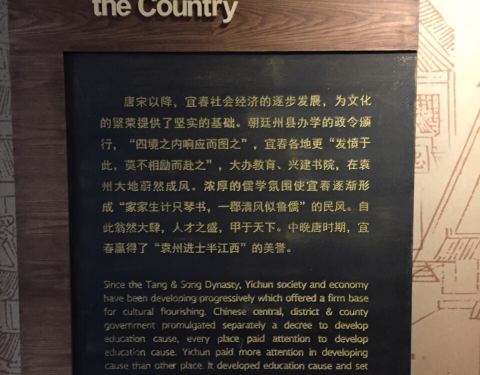 the Country
唐宋以降，宜春社会经济的逐步发展，为文化
的繁荣提供了坚实的基础。朝廷州县办学的政令颁
行，“四境之内响应而图之”，宜春各地更“发愤于
此，莫不相励而赴之”，大办教育、兴建书院，在袁
州大地蔚然成风。浓厚的儒学氛围使宜春逐渐形
成“家家生计只琴书，一郡清风似鲁儒”的民风。自
此翕然大肆，人才之盛，甲于天下。中晚唐时期，宜
春赢得了“袁州进士半江西”的美誉。
Since the Tang & Song Dynasty, Yichun society and economy
have been developing progressively which offered a firm base
for cultural flourishing. Chinese central, district & county
government promulgated separately a decree to develop
education cause, every place paid attention to develop
education cause. Yichun paid more attention in developing
cause than other place. It developed education cause and set